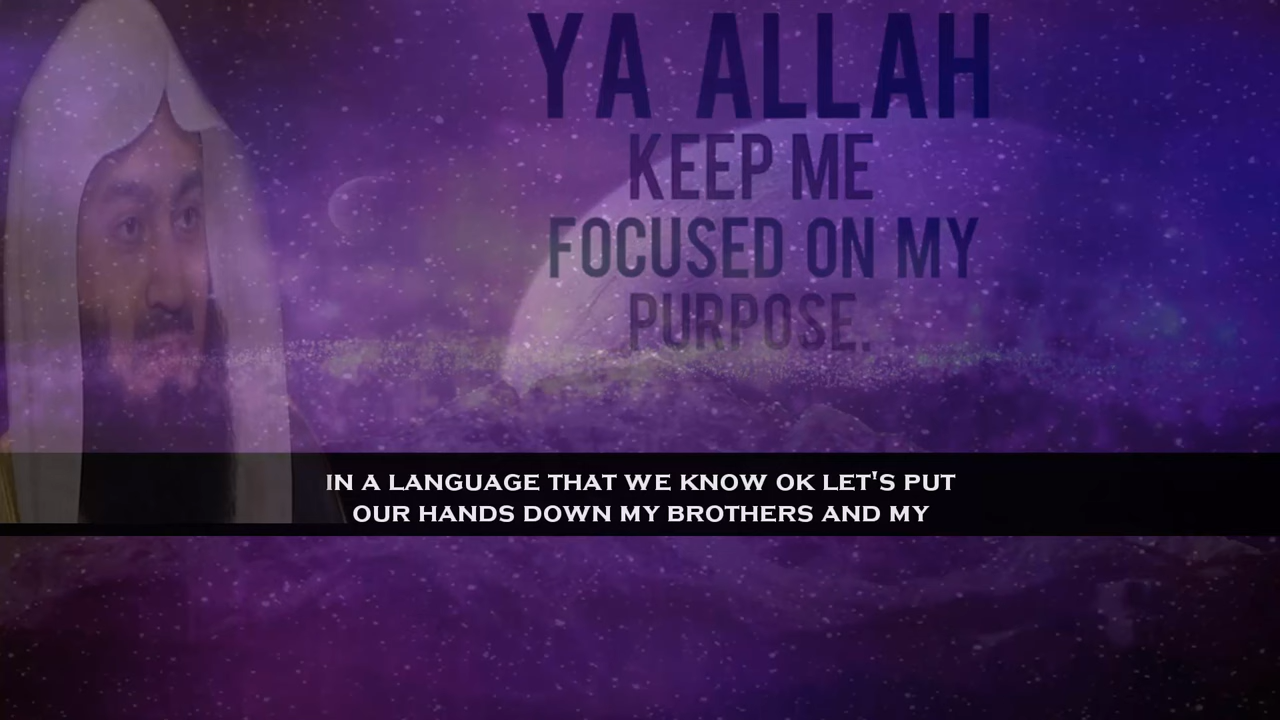 YA ALLAH
KEEP ME
FOCUSED ON MY
PURPOSE.
IN A LANGUAGE THAT WE KNOW OK LET'S PUT
OUR HANDS DOWN MY BROTHERS AND MY